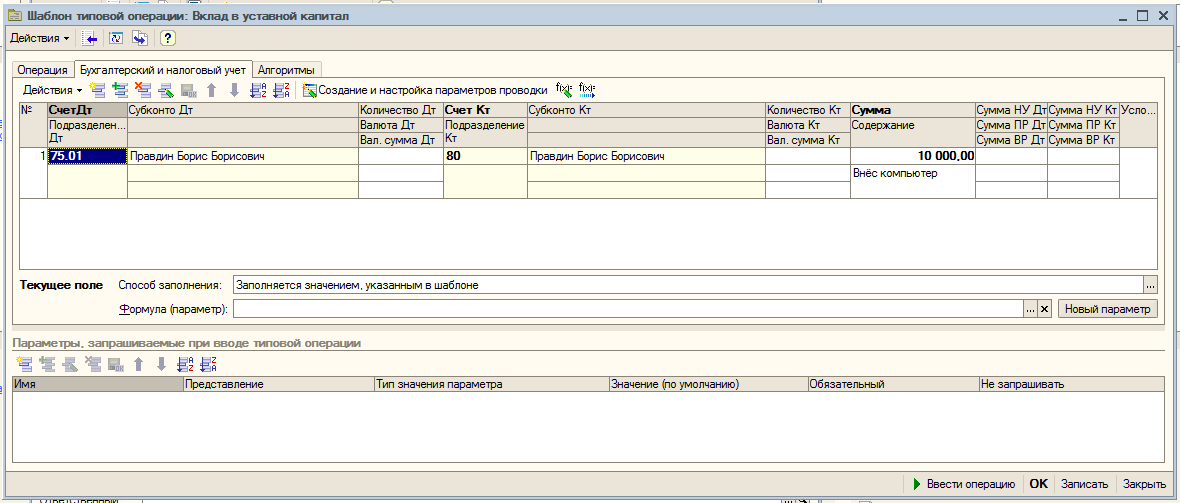 Шаблон типовой операции: Вклад в уставной капитал
Действия
Операция Бухгалтерский и налоговый учет Алгоритмы
Действия Создание и настройка параметров проводки f(x) f(x)
№ СчетДт Субконто Дт Количество Дт Счет Кт Субконто Кт Количество Кт Сумма Сумма НУ Дт Сумма НУ Кт Усло...
Подразделен... Дт Валюта Дт Подразделение Кт Валюта Кт Содержание Сумма ПР Дт Сумма ПР Кт
Вал. сумма Дт Вал. сумма Кт Сумма ВР Дт Сумма ВР Кт
1 75.01 Правдин Борис Борисович 80 Правдин Борис Борисович 10 000,00
Внёс компьютер
Текущее поле Способ заполнения: Заполняется значением, указанным в шаблоне ...
Формула (параметр): ... x Новый параметр
Параметры, запрашиваемые при вводе типовой операции
Имя Представление Тип значения параметра Значение (по умолчанию) Обязательный Не запрашивать
Ввести операцию OK Записать Закрыть